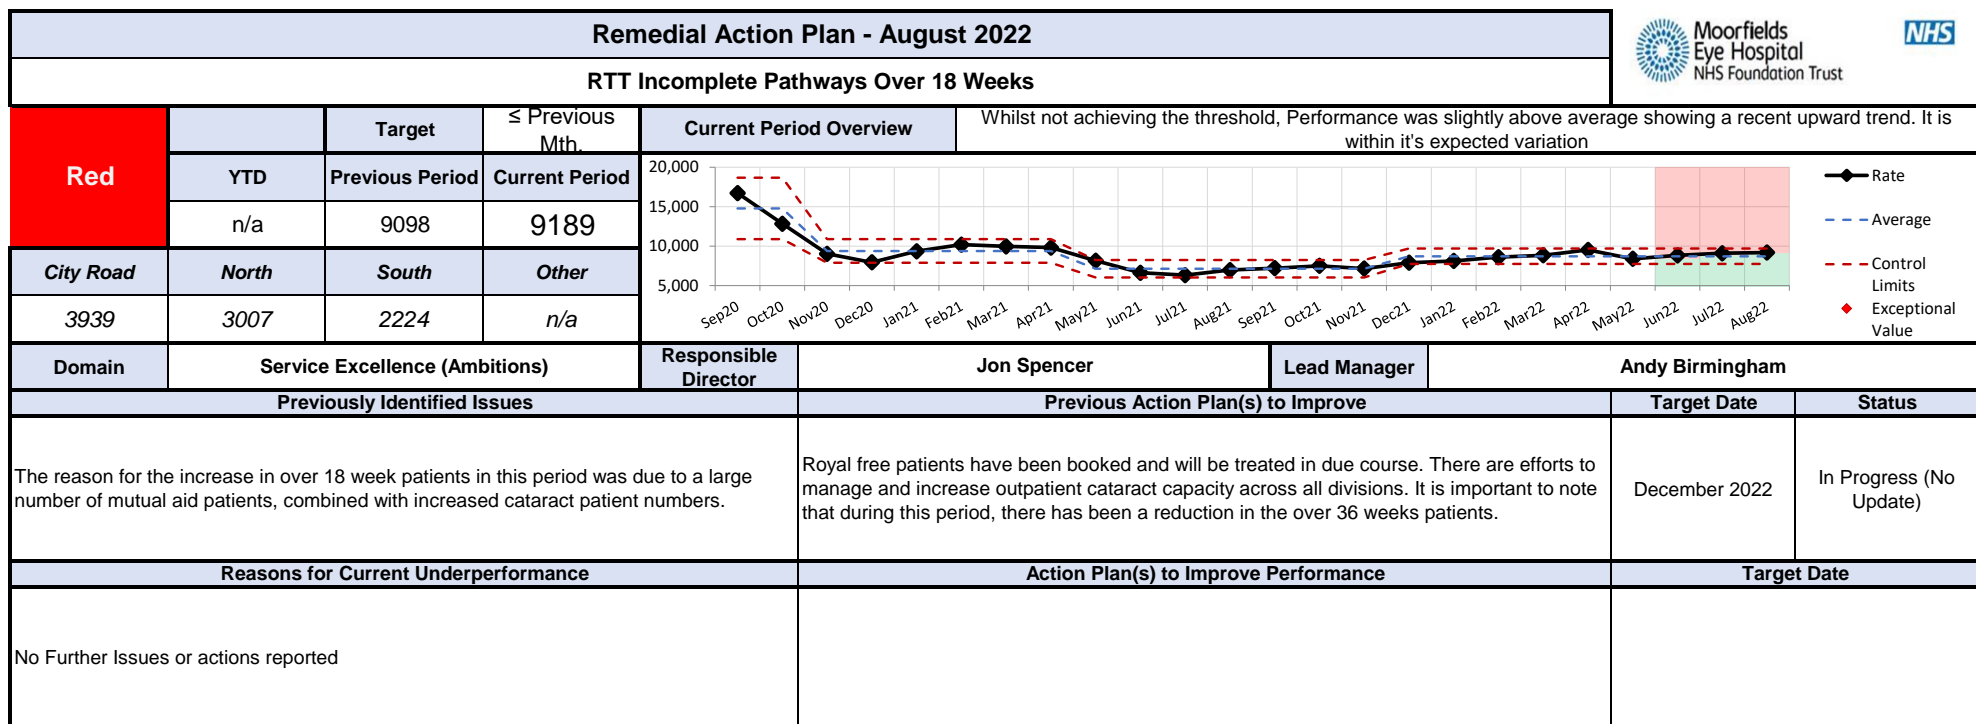 Remedial Action Plan - August 2022
RTT Incomplete Pathways Over 18 Weeks
Moorfields
Eye Hospital
NHS Foundation Trust
NHS
Red
Target
≤ Previous
Mth.
YTD
Previous Period
Current Period
n/a
9098
9189
City Road
North
South
Other
3939
3007
2224
n/a
Current Period Overview
Whilst not achieving the threshold, Performance was slightly above average showing a recent upward trend. It is
within it's expected variation
20,000
15,000
10,000
5,000
Sep20
Oct20
Nov20
Dec20
Jan21
Feb21
Mar21
Apr21
May21
Jun21
Jul21
Aug21
Sep21
Oct21
Nov21
Dec21
Jan22
Feb22
Mar22
Apr22
May22
Jun22
Jul22
Aug22
Rate
Average
Control
Limits
Exceptional
Value
Domain
Service Excellence (Ambitions)
Responsible
Director
Jon Spencer
Lead Manager
Andy Birmingham
Previously Identified Issues
Previous Action Plan(s) to Improve
Target Date
Status
The reason for the increase in over 18 week patients in this period was due to a large
number of mutual aid patients, combined with increased cataract patient numbers.
Royal free patients have been booked and will be treated in due course. There are efforts to
manage and increase outpatient cataract capacity across all divisions. It is important to note
that during this period, there has been a reduction in the over 36 weeks patients.
December 2022
In Progress (No
Update)
Reasons for Current Underperformance
Action Plan(s) to Improve Performance
Target Date
No Further Issues or actions reported